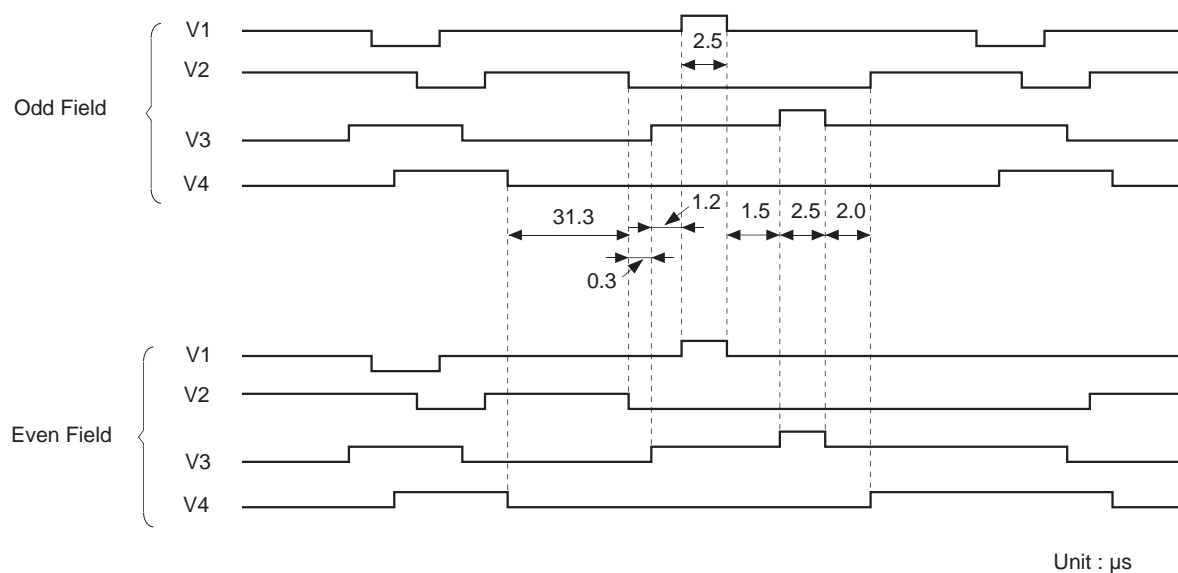 Odd Field
V1
2.5
V2
V3
V4
31.3
1.2
1.5
2.5
2.0
0.3
Even Field
V1
V2
V3
V4
Unit : μs